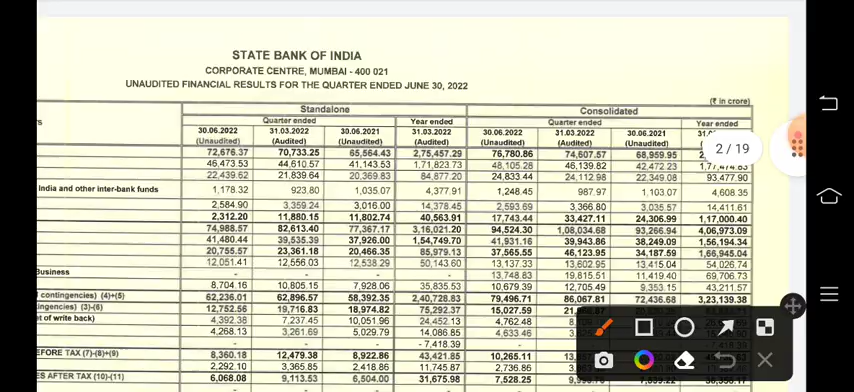 STATE BANK OF INDIA
CORPORATE CENTRE, MUMBAI - 400 021
UNAUDITED FINANCIAL RESULTS FOR THE QUARTER ENDED JUNE 30, 2022
(₹ in crore)
Standalone Consolidated
Quarter ended Year ended Quarter ended Year ended
30.06.2022 31.03.2022 30.06.2021 31.03.2022 30.06.2022 31.03.2022 30.06.2021
(Unaudited) (Audited) (Unaudited) (Audited) (Unaudited) (Audited) (Unaudited)
72,676.37 70,733.25 65,564.43 2,75,457.29 76,780.86 74,607.57 68,959.95
2 / 19
46,473.53 44,610.57 41,143.53 1,71,823.73 48,105.28 46,139.82 42,472.23
22,439.62 21,839.64 20,369.83 84,877.20 24,833.44 24,112.98 22,349.08 93,477.90
India and other inter-bank funds 1,178.32 923.80 1,035.07 4,377.91 1,248.45 987.97 1,103.07 4,608.35
2,584.90 3,359.24 3,016.00 14,378.45 2,593.69 3,366.80 3,035.57 14,411.61
2,312.20 11,880.15 11,802.74 40,563.91 17,743.44 33,427.11 24,306.99 1,17,000.40
74,988.57 82,613.40 77,367.17 3,16,021.20 94,524.30 1,08,034.68 93,266.94 4,06,973.09
41,480.44 39,535.39 37,926.00 1,54,749.70 41,931.16 39,943.86 38,249.09 1,56,194.34
20,755.57 23,361.18 20,466.35 85,979.13 37,565.55 46,123.95 34,187.59 1,66,945.04
12,051.41 12,556.03 12,538.29 50,143.60 13,137.33 13,602.95 13,415.04 54,026.74
Business - - - - 13,748.83 19,815.51 11,419.40 69,706.73
8,704.16 10,805.15 7,928.06 35,835.53 10,679.39 12,705.49 9,353.15 43,211.57
contingencies) (4)+(5) 62,236.01 62,896.57 58,392.35 2,40,728.83 79,496.71 86,067.81 72,436.68 3,23,139.38
(3)-(6) 12,752.56 19,716.83 18,974.82 75,292.37 15,027.59
of write back) 4,392.38 7,237.45 10,051.96 24,452.13 4,762.48
4,268.13 3,261.69 5,029.79 14,086.85 4,633.46
- - - -7,418.39 -
EFORE TAX (7)-(8)+(9) 8,360.18 12,479.38 8,922.86 43,421.85 10,265.11
2,292.10 3,365.85 2,418.86 11,745.87 2,736.86
ES AFTER TAX (10)-(11) 6,068.08 9,113.53 6,504.00 31,675.98 7,528.25